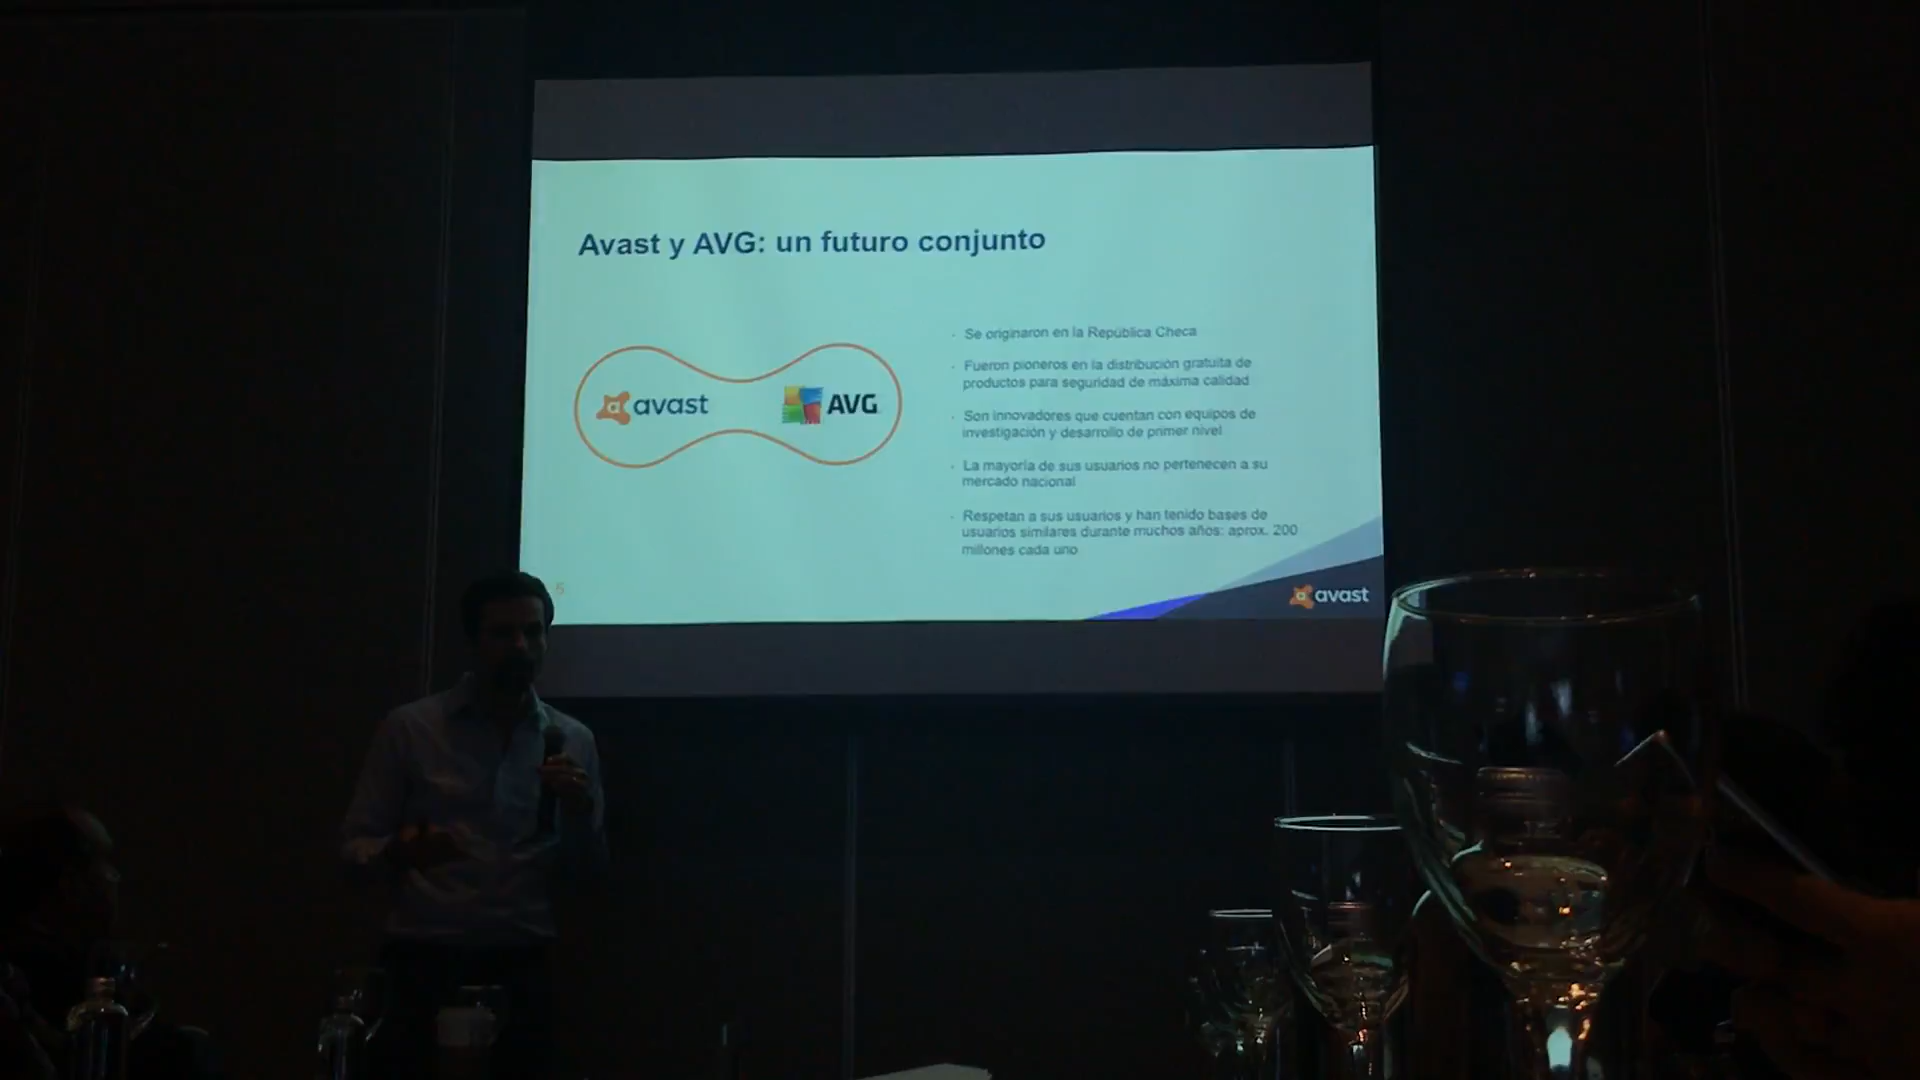 Avast y AVG: un futuro conjunto
avast
AVG
· Se originaron en la República Checa
· Fueron pioneros en la distribución gratuita de
productos para seguridad de máxima calidad
· Son innovadores que cuentan con equipos de
investigación y desarrollo de primer nivel
· La mayoría de sus usuarios no pertenecen a su
mercado nacional
· Respetan a sus usuarios y han tenido bases de
usuarios similares durante muchos años: aprox. 200
millones cada uno
avast